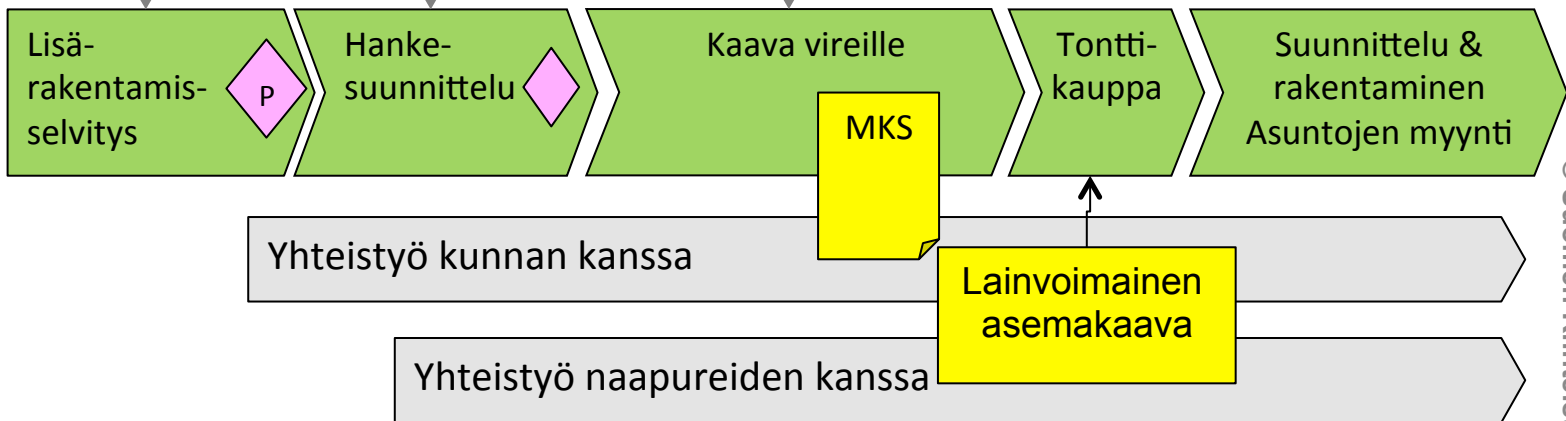 Lisä-
rakentamis-
selvitys
P
Hanke-
suunnittelu
Kaava vireille
MKS
Tontti-
kauppa
Suunnittelu &
rakentaminen
Asuntojen myynti
Yhteistyö kunnan kanssa
Lainvoimainen
asemakaava
Yhteistyö naapureiden kanssa